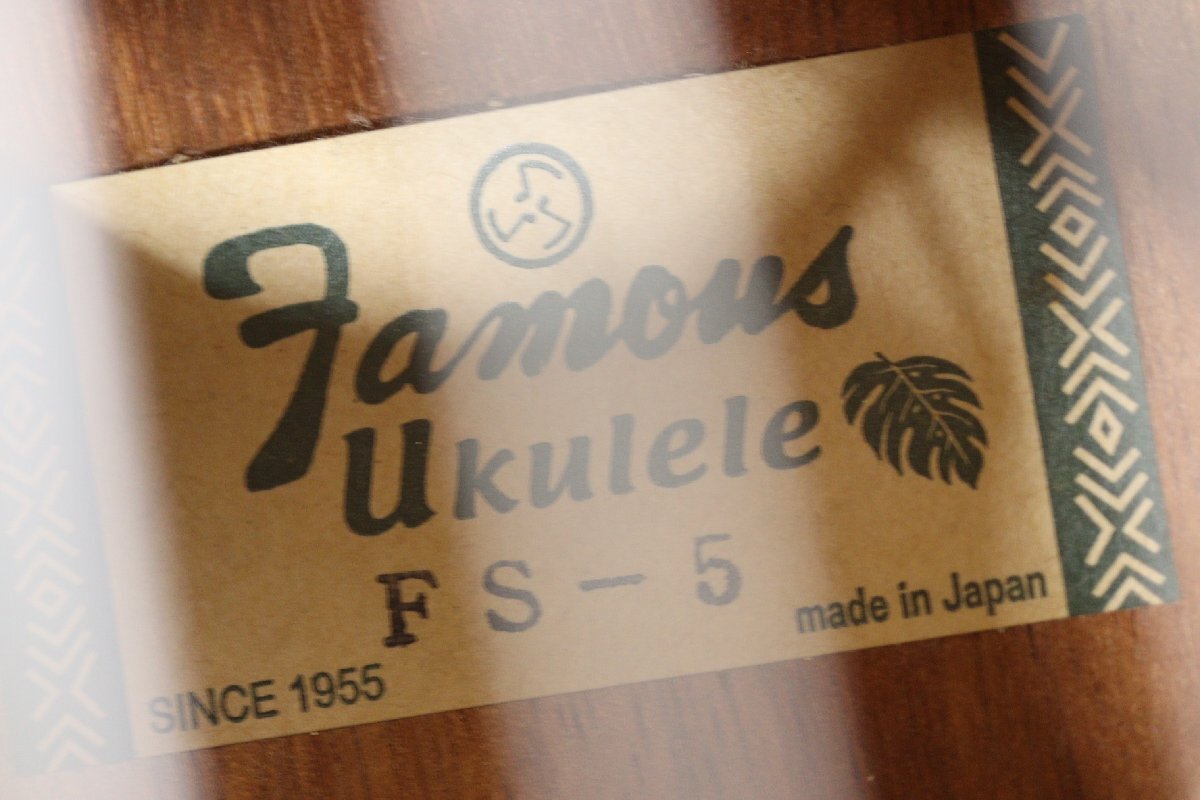 Famous
Ukulele
FS-5
made in Japan
SINCE 1955